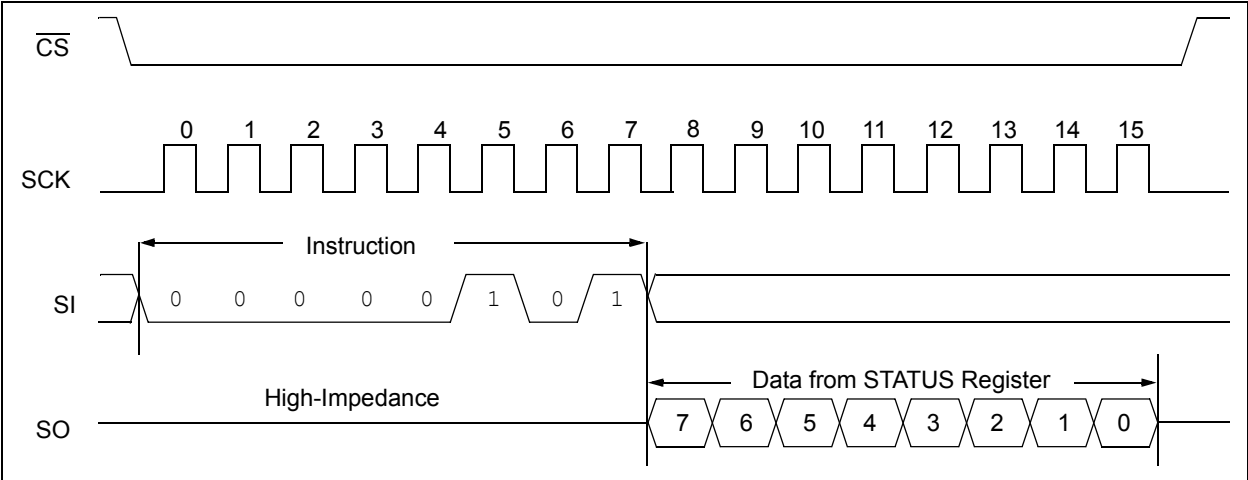 CS
0 1 2 3 4 5 6 7 8 9 10 11 12 13 14 15
SCK
Instruction
SI 0 0 0 0 0 1 0 1
Data from STATUS Register
High-Impedance
SO 7 6 5 4 3 2 1 0